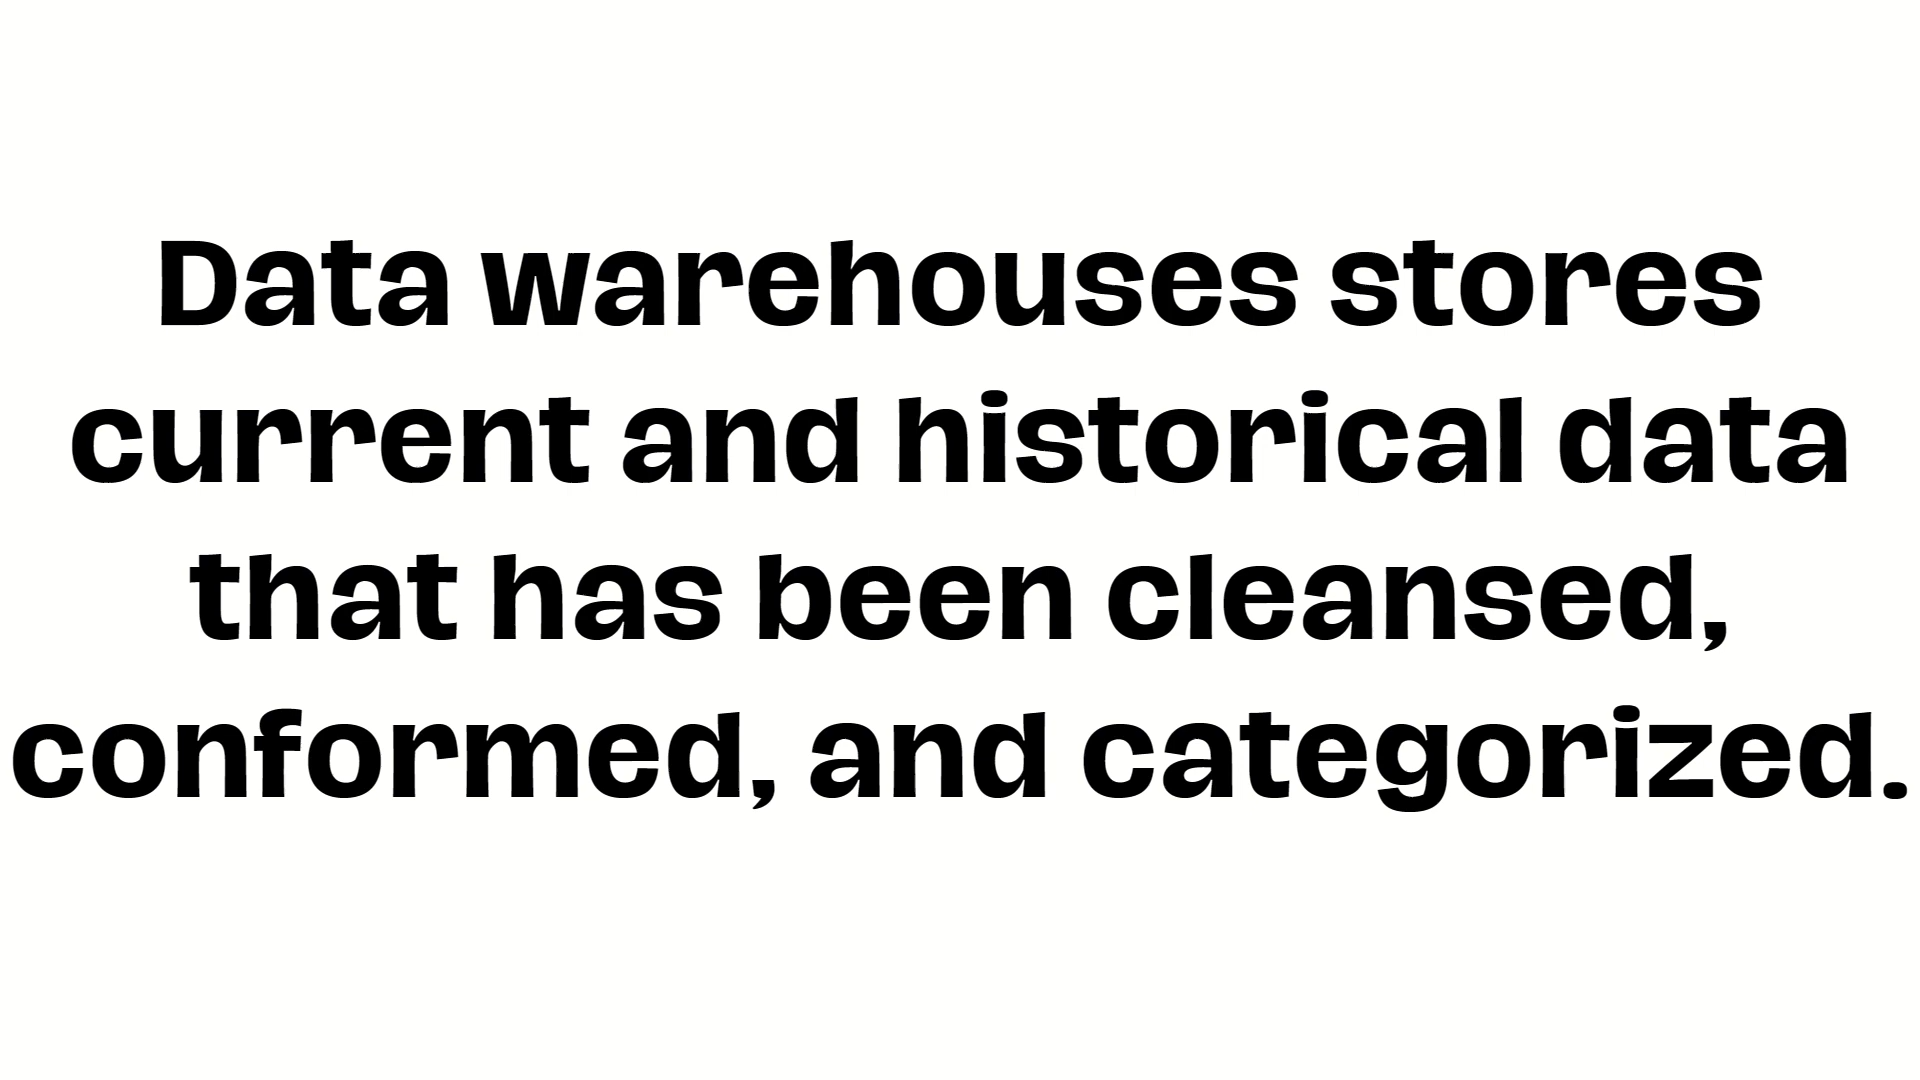 Data warehouses stores
current and historical data
that has been cleansed,
conformed, and categorized.